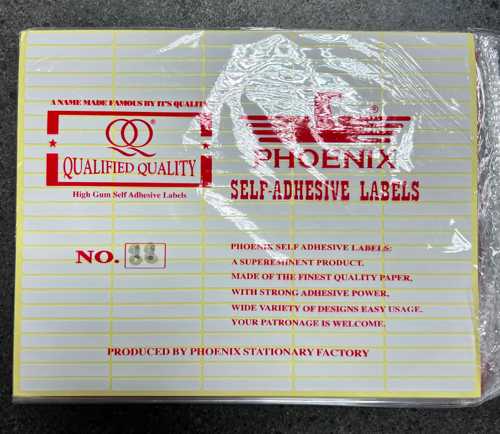 A NAME MADE FAMOUS BY IT'S QUALITY
QQ®
QUALIFIED QUALITY
High Gum Self Adhesive Labels
®
PHOENIX
SELF-ADHESIVE LABELS
NO. 88
PHOENIX SELF ADHESIVE LABELS:
A SUPEREMINENT PRODUCT.
MADE OF THE FINEST QUALITY PAPER,
WITH STRONG ADHESIVE POWER,
WIDE VARIETY OF DESIGNS EASY USAGE.
YOUR PATRONAGE IS WELCOME.
PRODUCED BY PHOENIX STATIONARY FACTORY